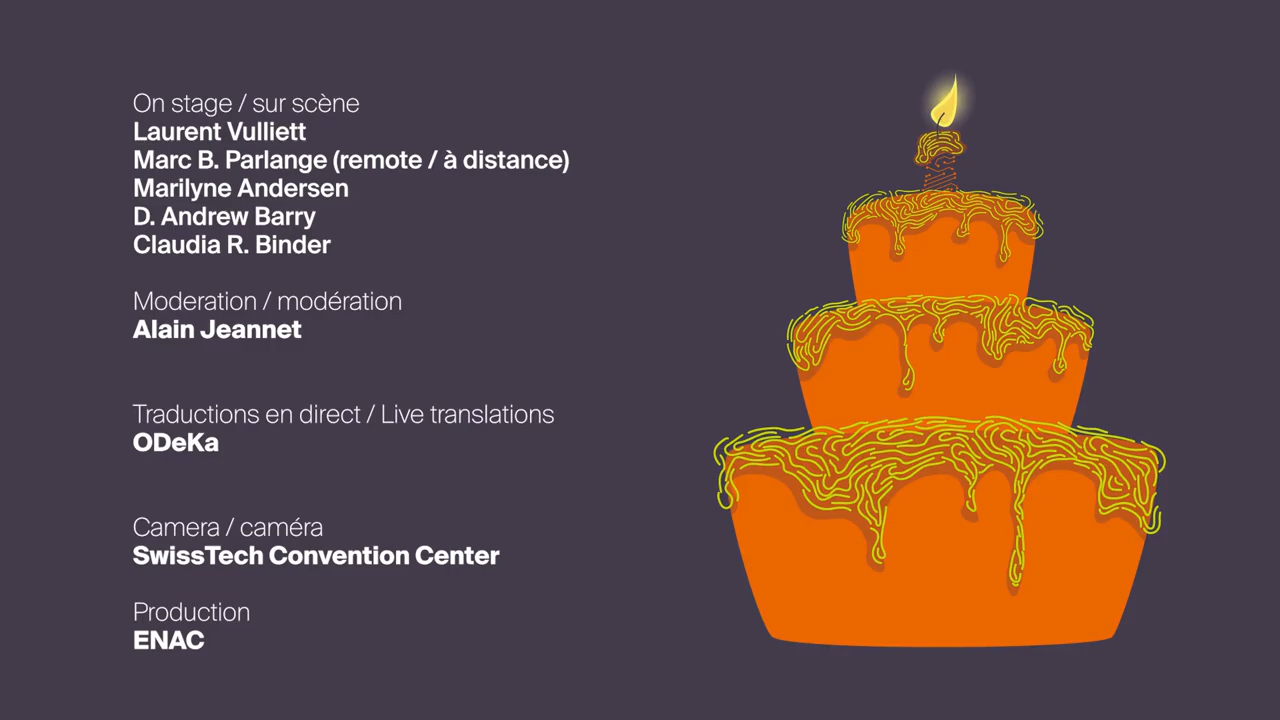 On stage / sur scène
Laurent Vulliett
Marc B. Parlange (remote / à distance)
Marilyne Andersen
D. Andrew Barry
Claudia R. Binder
Moderation / modération
Alain Jeannet
Traductions en direct / Live translations
ODeKa
Camera / caméra
SwissTech Convention Center
Production
ENAC